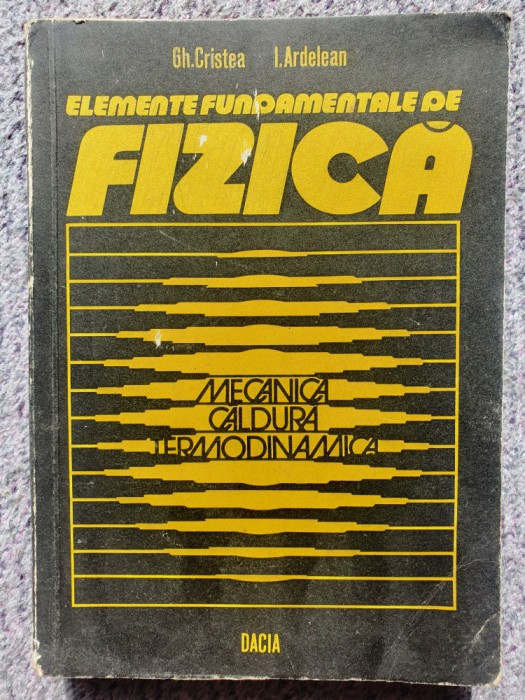 Gh.Cristea I.Ardelean
ELEMENTE FUNDAMENTALE DE
FIZICĂ
MECANICA
CALDURA
TERMODINAMICA
DACIA